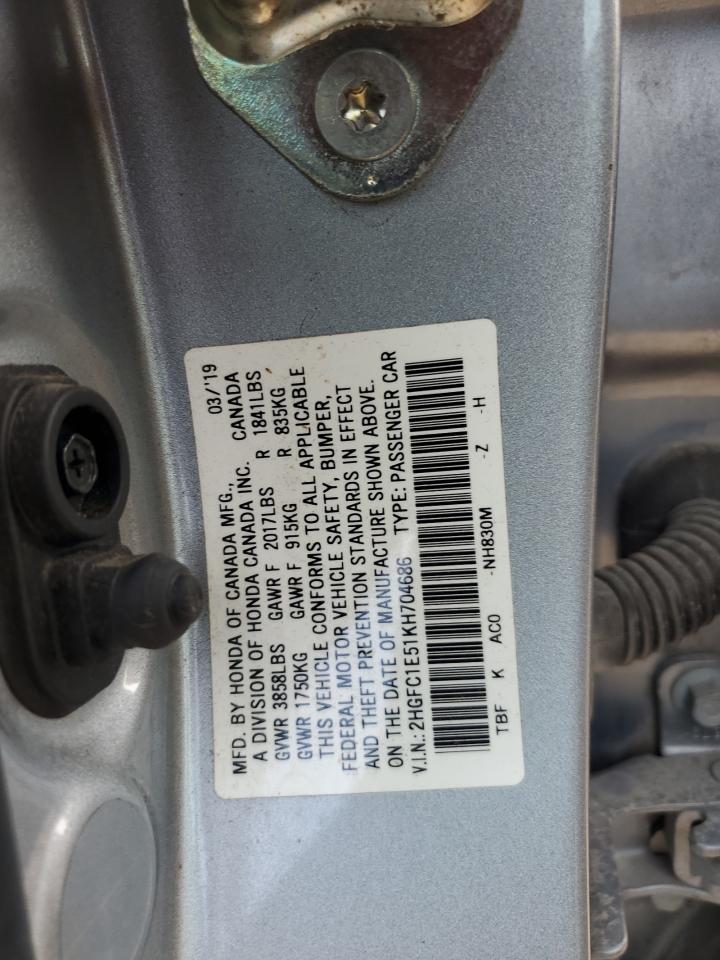 03/'19
MFD. BY HONDA OF CANADA MFG.,
A DIVISION OF HONDA CANADA INC. CANADA
GVWR 3858LBS GAWR F 2017LBS R 1841LBS
GVWR 1750KG GAWR F 915KG R 835KG
THIS VEHICLE CONFORMS TO ALL APPLICABLE
FEDERAL MOTOR VEHICLE SAFETY, BUMPER,
AND THEFT PREVENTION STANDARDS IN EFFECT
ON THE DATE OF MANUFACTURE SHOWN ABOVE.
V.I.N.: 2HGFC1E51KH704686 TYPE: PASSENGER CAR
TBF K AC0 -NH830M -Z -H